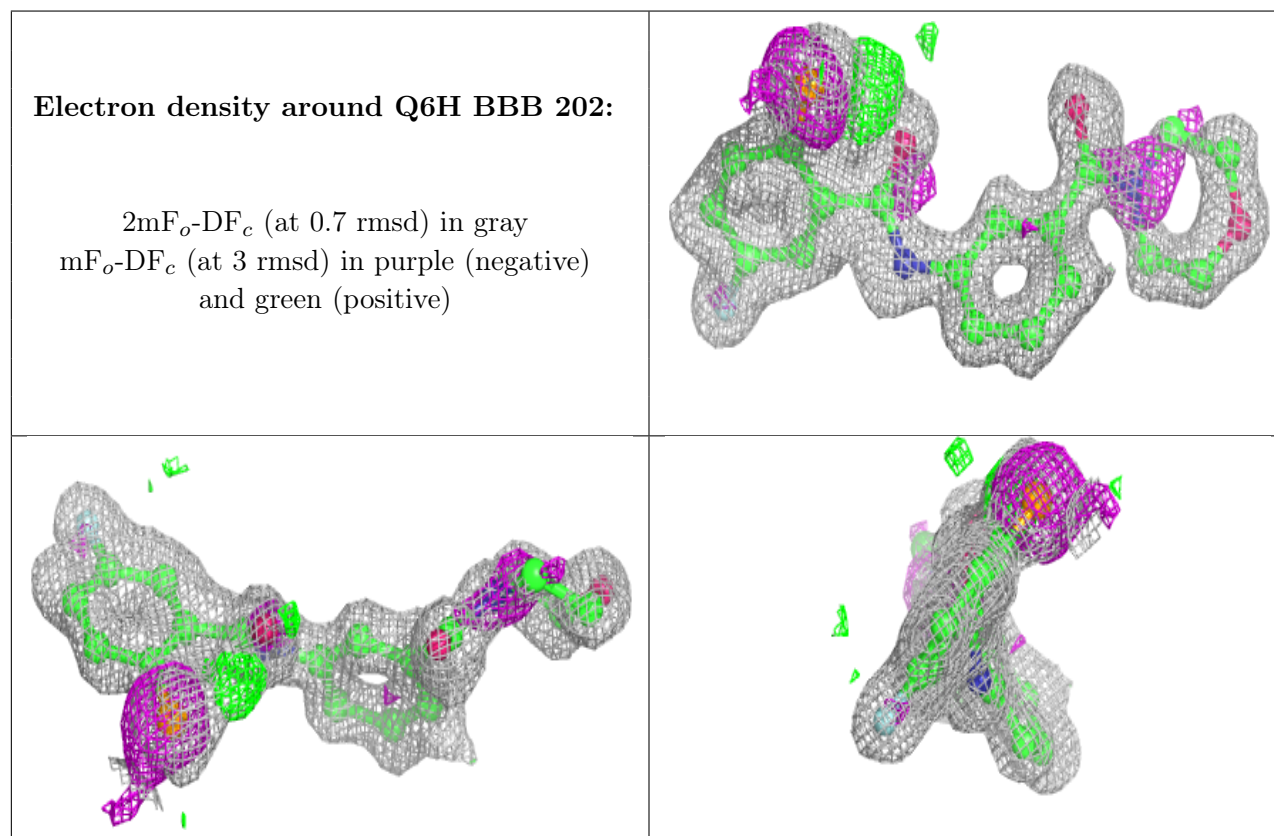 Electron density around Q6H BBB 202:
2mFo-DFc (at 0.7 rmsd) in gray
mFo-DFc (at 3 rmsd) in purple (negative)
and green (positive)